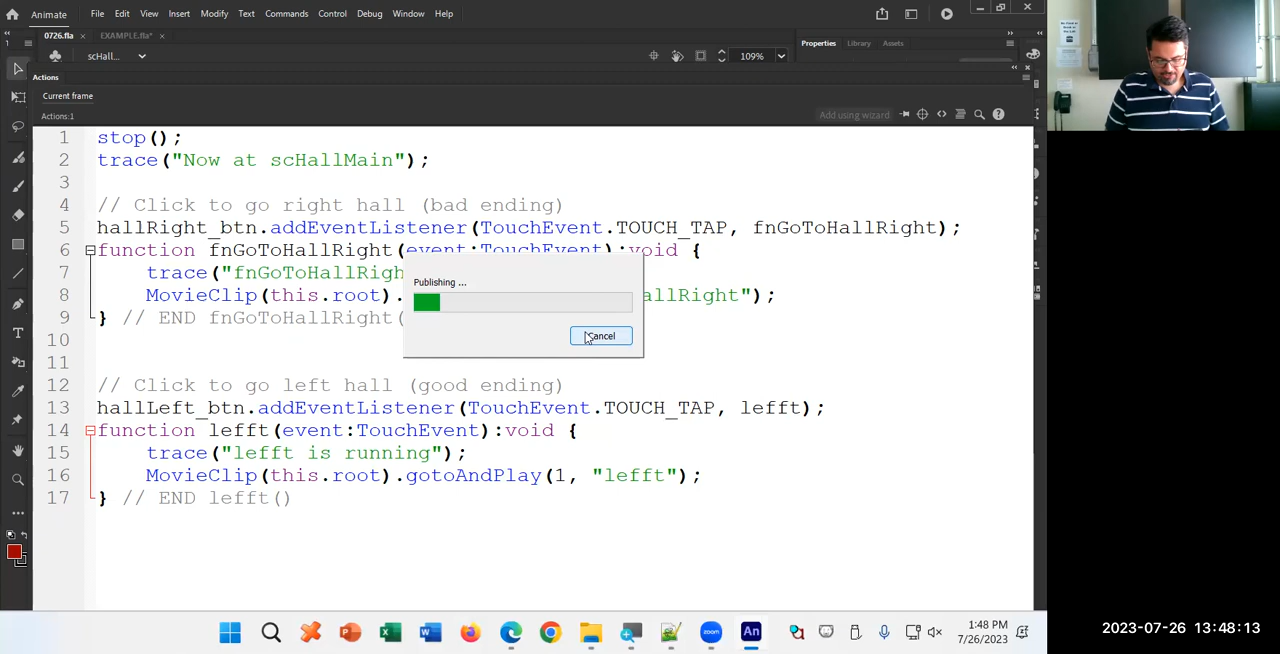 Animate File Edit View Insert Modify Text Commands Control Debug Window Help
0726.fla × EXAMPLE.fla* ×
scHall... 109%
Properties Library Assets
Actions
Current frame
Actions:1 Add using wizard
1 stop();
2 trace("Now at scHallMain");
3
4 // Click to go right hall (bad ending)
5 hallRight_btn.addEventListener(TouchEvent.TOUCH_TAP, fnGoToHallRight);
6 function fnGoToHallRight(event:TouchEvent):void {
7 trace("fnGoToHallRigh
8 MovieClip(this.root). allRight");
9 } // END fnGoToHallRight(
10
11
12 // Click to go left hall (good ending)
13 hallLeft_btn.addEventListener(TouchEvent.TOUCH_TAP, lefft);
14 function lefft(event:TouchEvent):void {
15 trace("lefft is running");
16 MovieClip(this.root).gotoAndPlay(1, "lefft");
17 } // END lefft()
Publishing ...
Cancel
zoom
An
1:48 PM
7/26/2023
2023-07-26 13:48:13